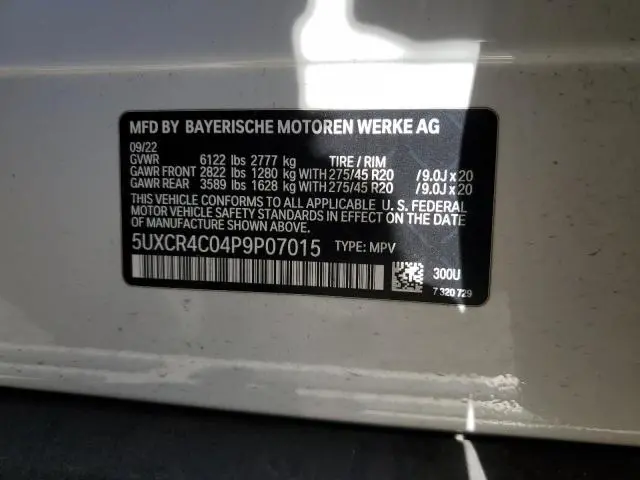 MFD BY BAYERISCHE MOTOREN WERKE AG
09/22
GVWR 6122 lbs 2777 kg TIRE / RIM
GAWR FRONT 2822 lbs 1280 kg WITH 275/45 R20 /9.0J x 20
GAWR REAR 3589 lbs 1628 kg WITH 275/45 R20 /9.0J x 20
THIS VEHICLE CONFORMS TO ALL APPLICABLE U. S. FEDERAL
MOTOR VEHICLE SAFETY STANDARDS IN EFFECT ON THE DATE
OF MANUFACTURE SHOWN ABOVE.
5UXCR4C04P9P07015 TYPE: MPV
300U
7 320 729